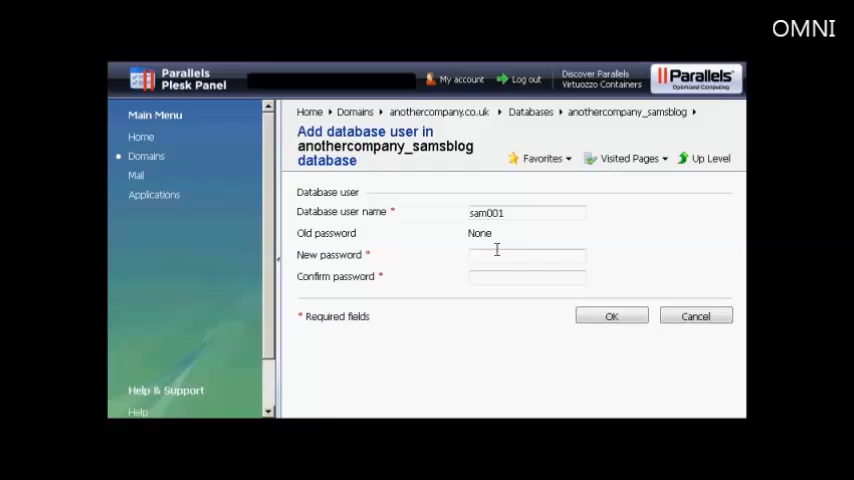 OMNI
Parallels
Plesk Panel
My account
Log out
Discover Parallels
Virtuozzo Containers
Parallels®
Optimized Computing
Main Menu
Home
Domains
Mail
Applications
Help & Support
Help
Home Domains anothercompany.co.uk Databases anothercompany_samsblog
Add database user in
anothercompany_samsblog
database
Favorites Visited Pages Up Level
Database user
Database user name * sam001
Old password None
New password *
Confirm password *
* Required fields
OK Cancel